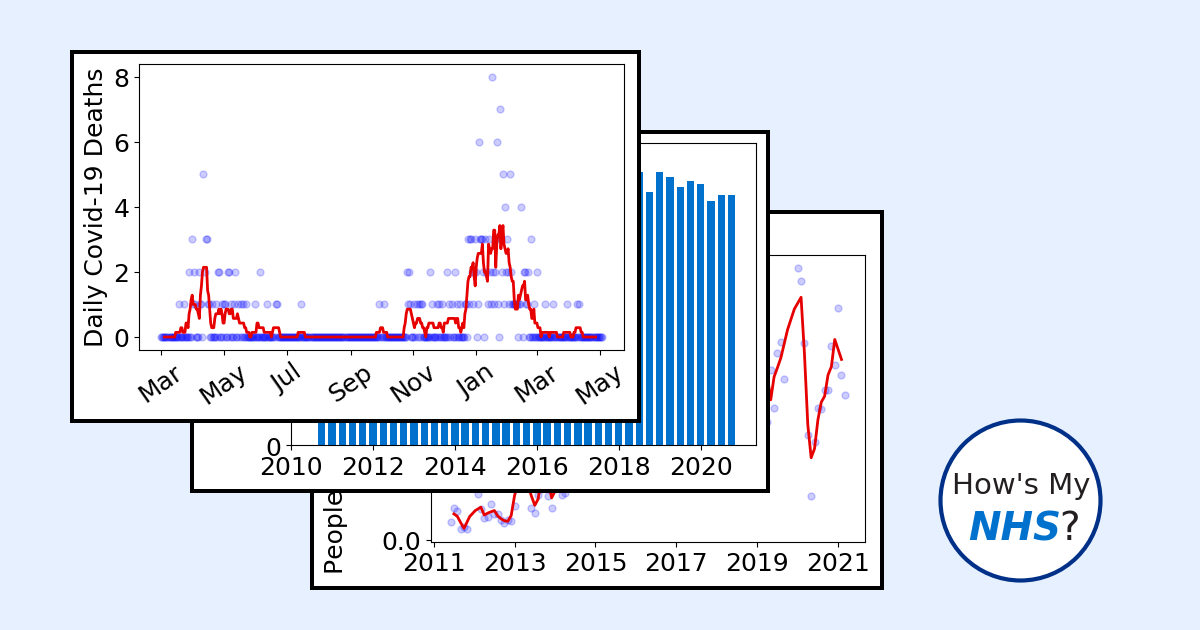 Daily Covid-19 Deaths
8
6
4
2
0
Mar May Jul Sep Nov Jan Mar May
0
2010 2012 2014 2016 2018 2020
People
0.0
2011 2013 2015 2017 2019 2021
How's My
NHS?